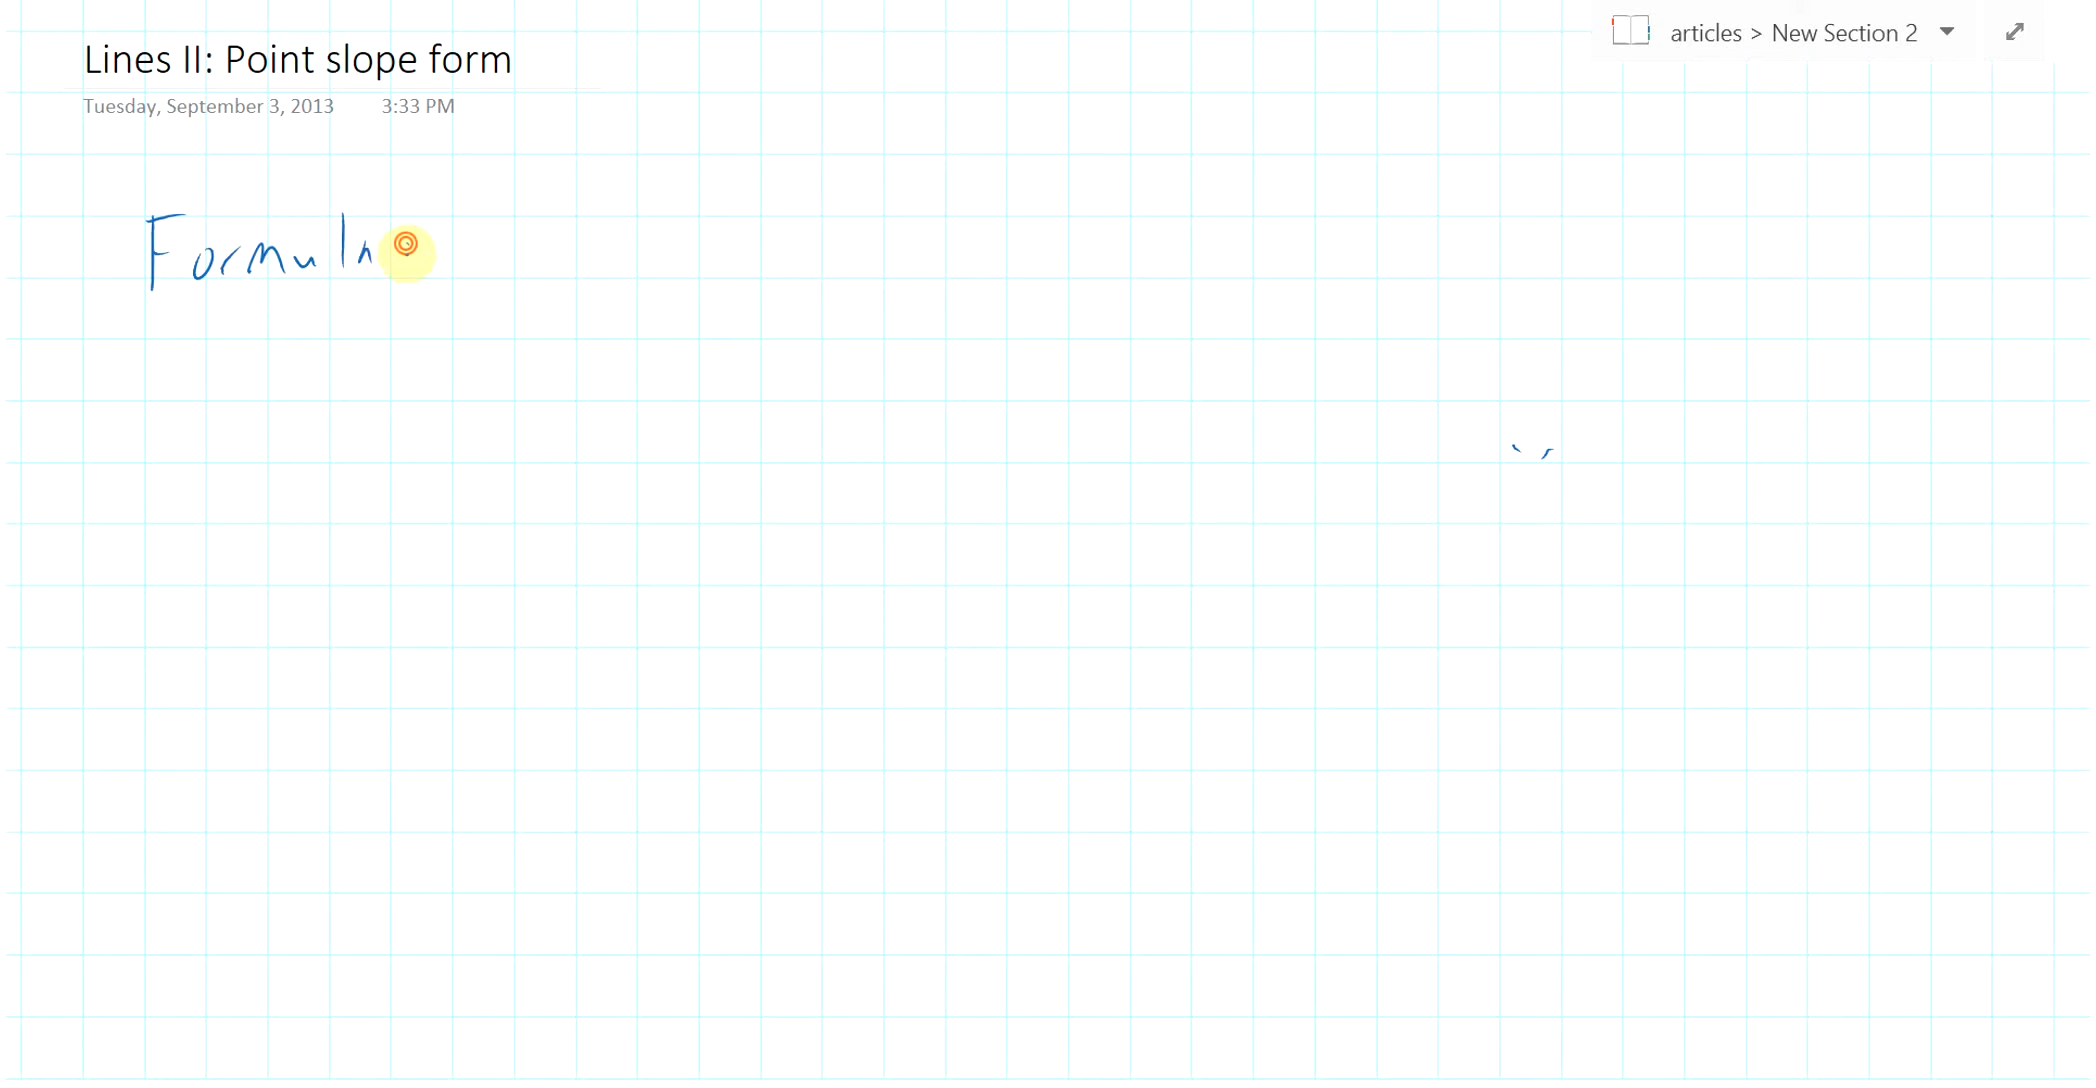 articles > New Section 2
Lines II: Point slope form
Tuesday, September 3, 2013 3:33 PM
Formula